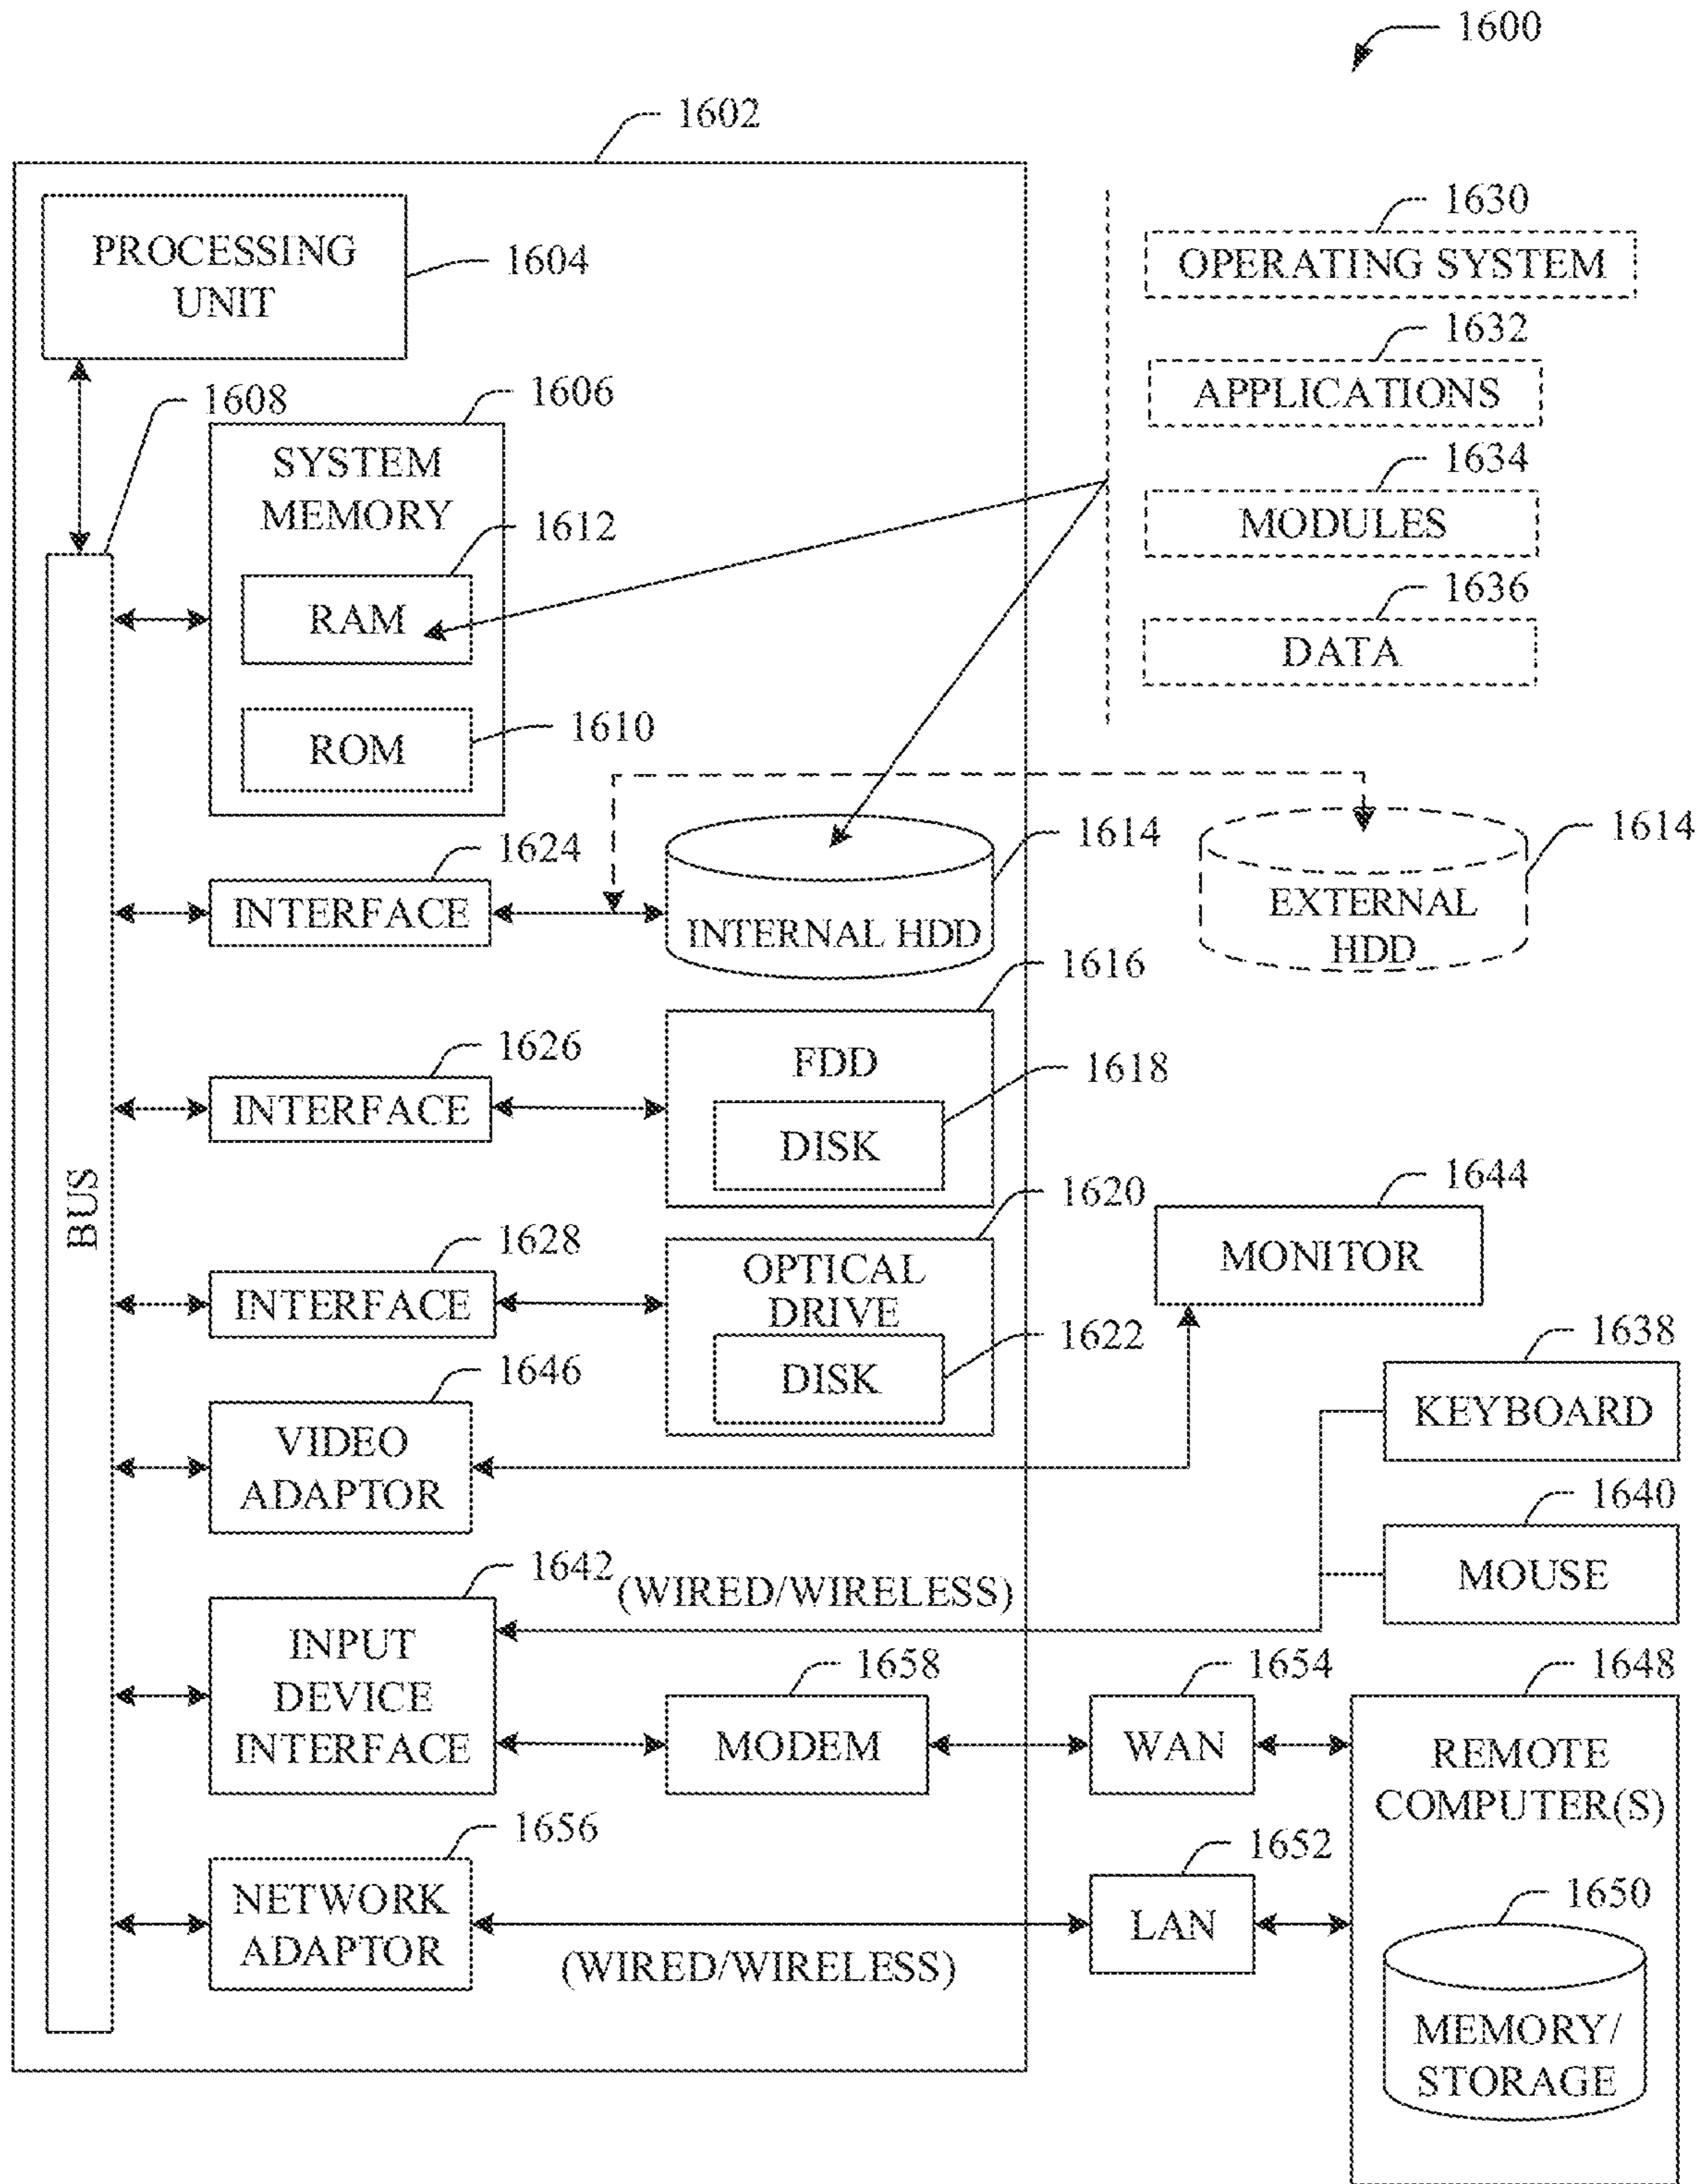 1600
1602
PROCESSING
UNIT
1604
1630
OPERATING SYSTEM
1632
APPLICATIONS
1634
MODULES
1636
DATA
1608
1606
SYSTEM
MEMORY
1612
RAM
1610
ROM
1624
INTERFACE
1614
INTERNAL HDD
1614
EXTERNAL
HDD
1616
FDD
1626
INTERFACE
1618
DISK
BUS
1628
INTERFACE
1620
OPTICAL
DRIVE
1622
DISK
1644
MONITOR
1646
VIDEO
ADAPTOR
1638
KEYBOARD
1640
MOUSE
1642
(WIRED/WIRELESS)
INPUT
DEVICE
INTERFACE
1658
MODEM
1654
WAN
1648
REMOTE
COMPUTER(S)
1656
NETWORK
ADAPTOR
(WIRED/WIRELESS)
1652
LAN
1650
MEMORY/
STORAGE